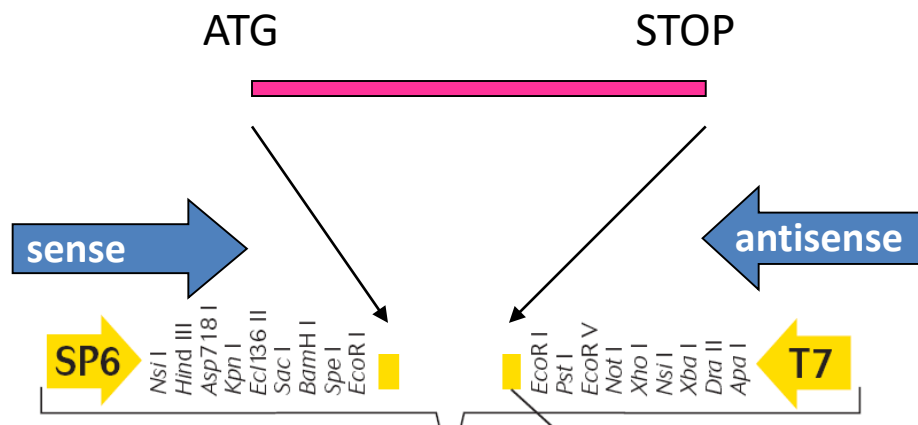 ATG STOP
sense antisense
SP6 T7
Nsi I
Hind III
Asp718 I
Kpn I
Ecl136 II
Sac I
BamH I
Spe I
EcoR I
EcoR I
Pst I
EcoR V
Not I
Xho I
Nsi I
Xba I
Dra II
Apa I